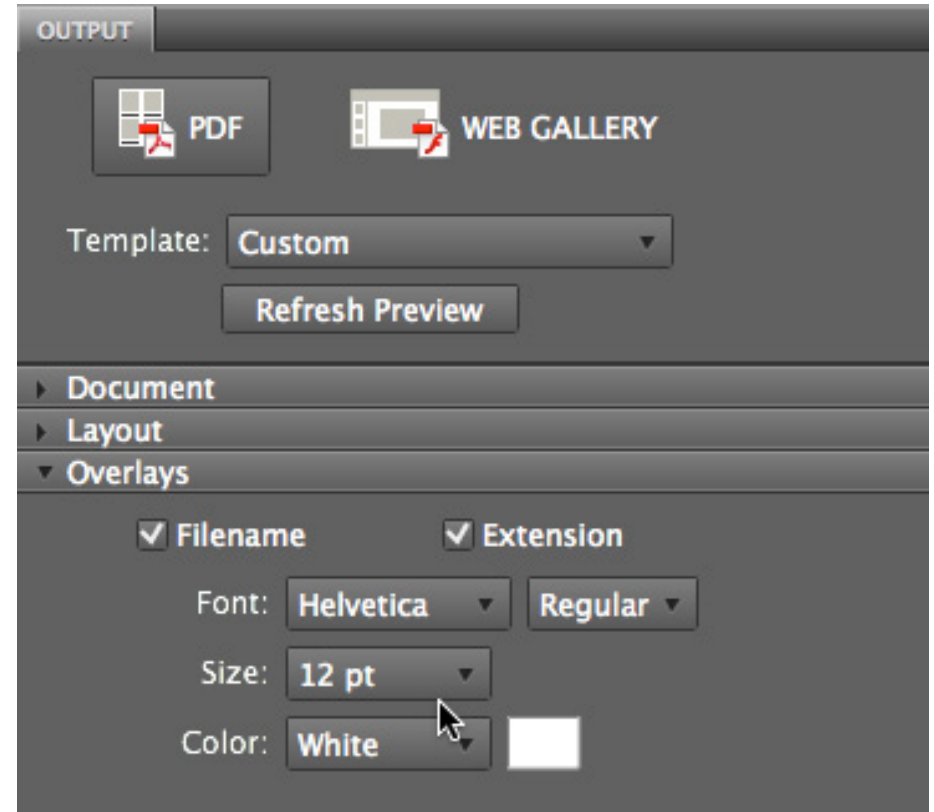 OUTPUT
PDF WEB GALLERY
Template: Custom
Refresh Preview
Document
Layout
Overlays
Filename Extension
Font: Helvetica Regular
Size: 12 pt
Color: White